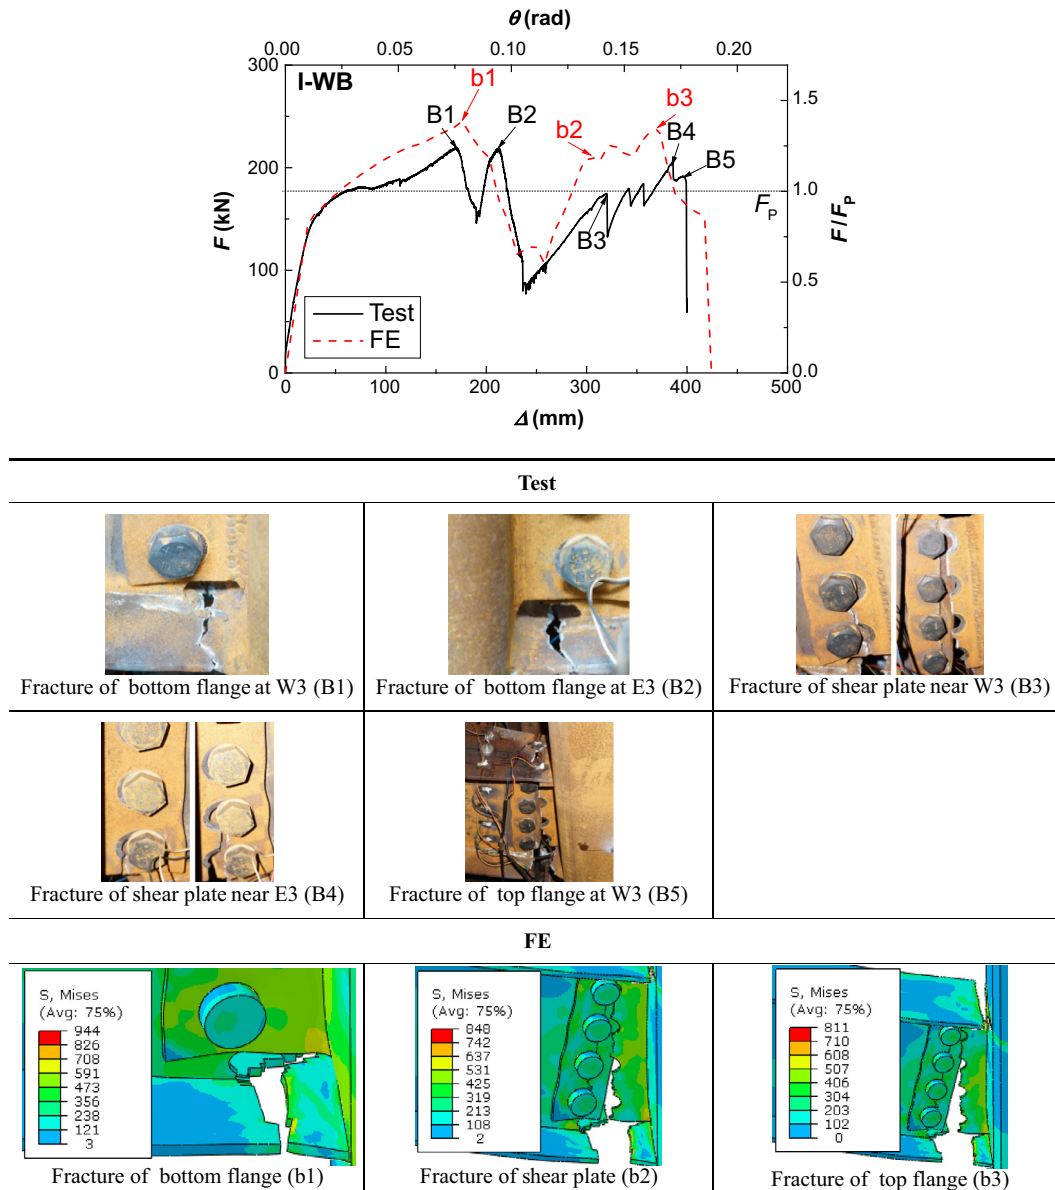 θ (rad)
0.00 0.05 0.10 0.15 0.20
300
200
100
0
F (kN)
I-WB
b1
B1
B2
b2
b3
B4
B5
B3
F_P
Test
FE
1.5
1.0
0.5
0.0
F/F_P
0 100 200 300 400 500
Δ (mm)
Test
Fracture of bottom flange at W3 (B1)
Fracture of bottom flange at E3 (B2)
Fracture of shear plate near W3 (B3)
Fracture of shear plate near E3 (B4)
Fracture of top flange at W3 (B5)
FE
S, Mises
(Avg: 75%)
944
826
708
591
473
356
238
121
3
Fracture of bottom flange (b1)
S, Mises
(Avg: 75%)
848
742
637
531
425
319
213
108
2
Fracture of shear plate (b2)
S, Mises
(Avg: 75%)
811
710
608
507
406
304
203
102
0
Fracture of top flange (b3)